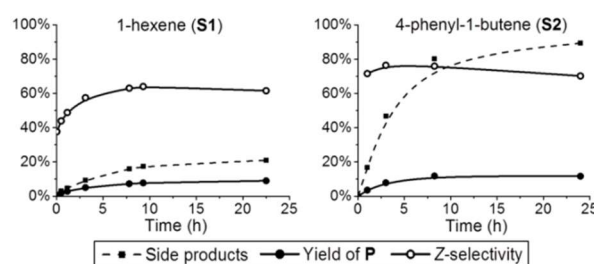 1-hexene (S1)
100%
80%
60%
40%
20%
0%
0 5 10 15 20 25
Time (h)
4-phenyl-1-butene (S2)
100%
80%
60%
40%
20%
0%
0 5 10 15 20 25
Time (h)
Side products Yield of P Z-selectivity